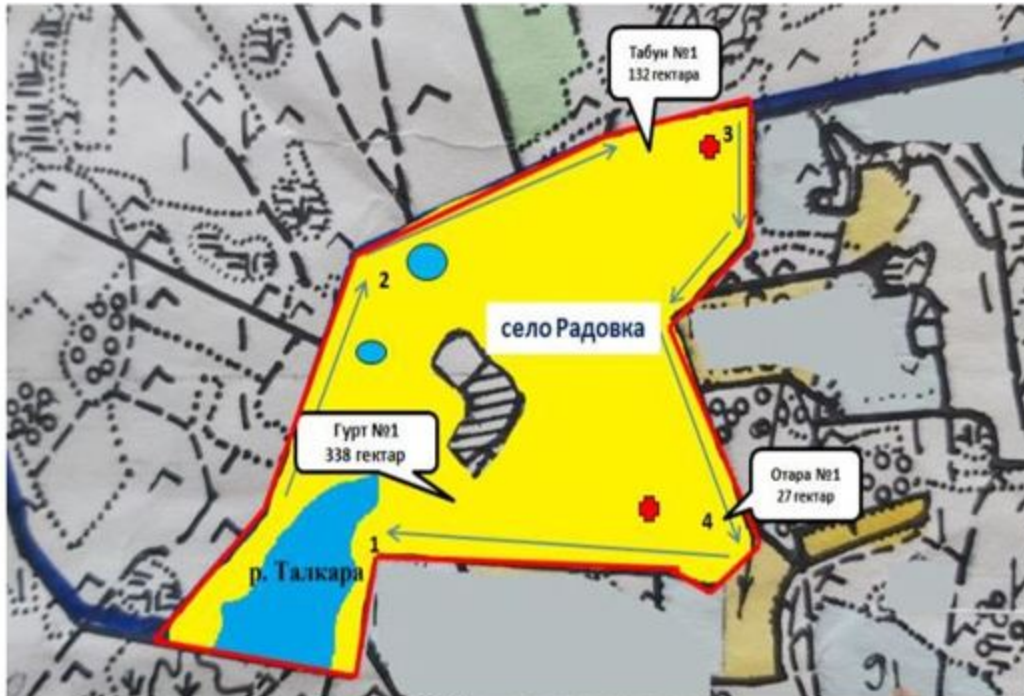 Табун №1
132 гектара
3
2
село Радовка
Гурт №1
338 гектар
Отара №1
27 гектар
4
1
р. Талкара